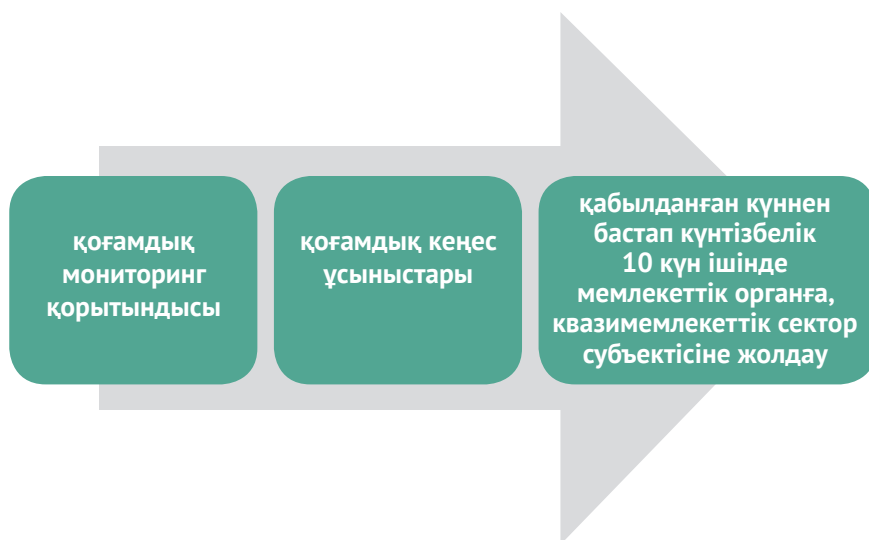 қоғамдық
мониторинг
қорытындысы
қоғамдық кеңес
ұсыныстары
қабылданған күннен
бастап күнтізбелік
10 күн ішінде
мемлекеттік органға,
квазимемлекеттік сектор
субъектісіне жолдау